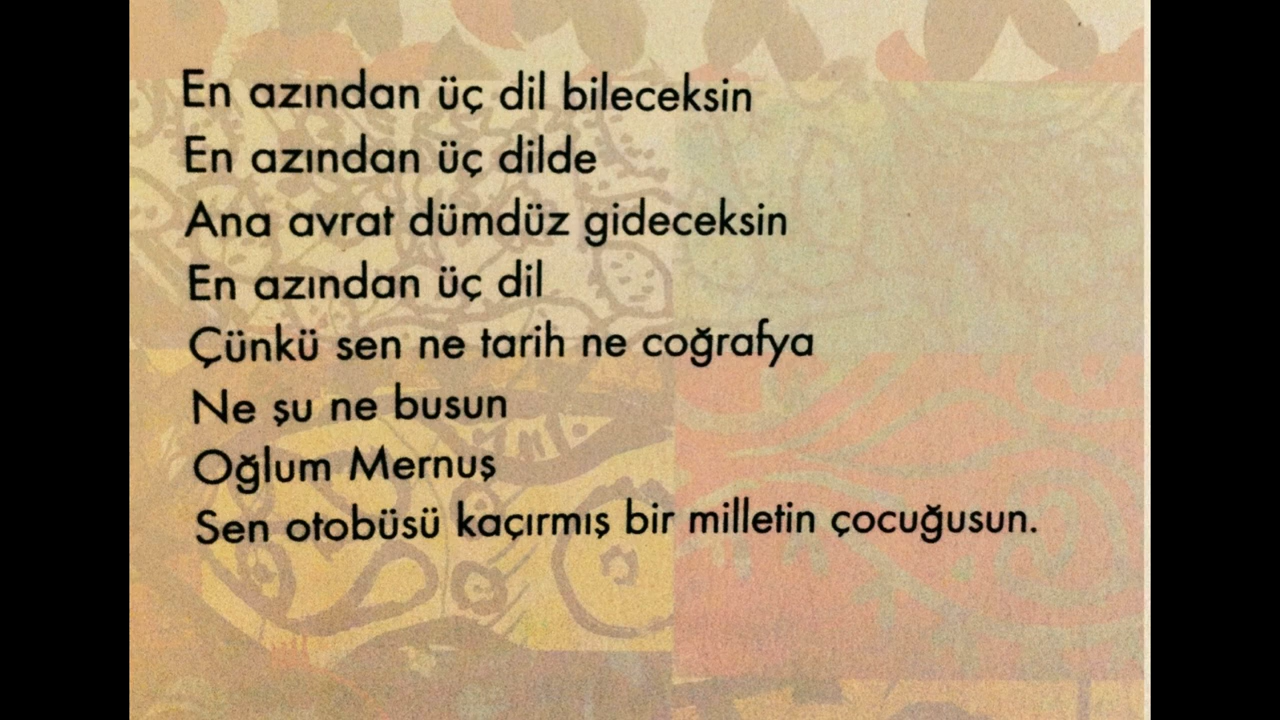 En azından üç dil bileceksin
En azından üç dilde
Ana avrat dümdüz gideceksin
En azından üç dil
Çünkü sen ne tarih ne coğrafya
Ne şu ne busun
Oğlum Mernuş
Sen otobüsü kaçırmış bir milletin çocuğusun.